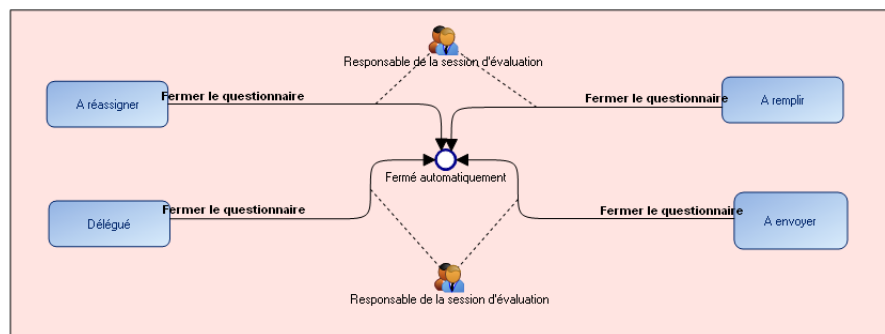 Responsable de la session d'évaluation
A réassigner
Fermer le questionnaire
Fermer le questionnaire
A remplir
Fermé automatiquement
Délégué
Fermer le questionnaire
Fermer le questionnaire
A envoyer
Responsable de la session d'évaluation